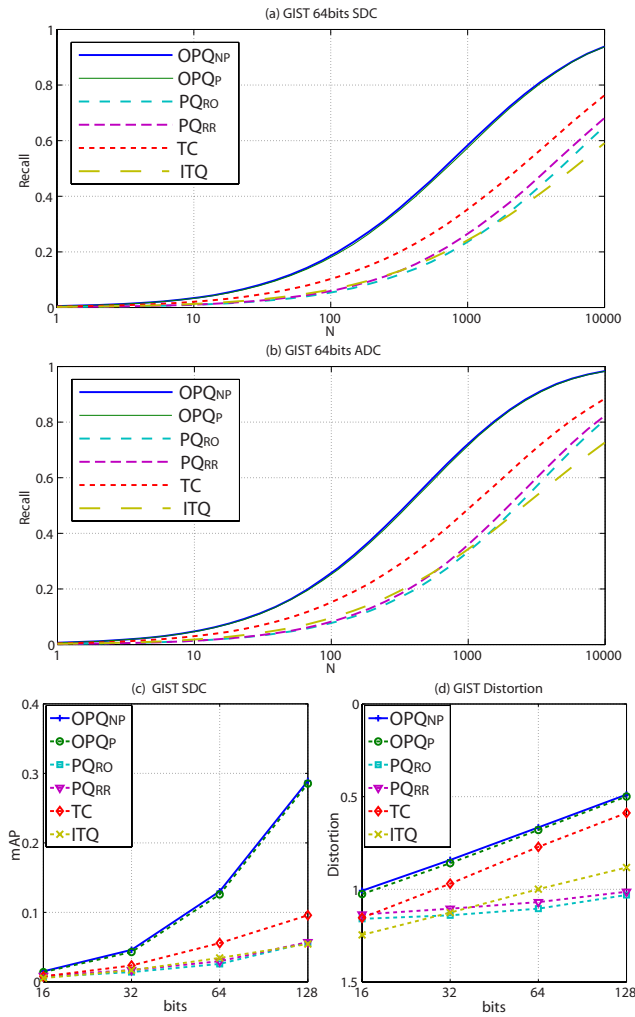 (a) GIST 64bits SDC
1
0.8
0.6
0.4
0.2
0
Recall
OPQNP
OPQP
PQRO
PQRR
TC
ITQ
1
10
100
1000
10000
N
(b) GIST 64bits ADC
1
0.8
0.6
0.4
0.2
0
Recall
OPQNP
OPQP
PQRO
PQRR
TC
ITQ
1
10
100
1000
10000
N
(c) GIST SDC
0.4
0.3
0.2
0.1
0
mAP
OPQNP
OPQP
PQRO
PQRR
TC
ITQ
16
32
64
128
bits
(d) GIST Distortion
0
0.5
1
1.5
Distortion
OPQNP
OPQP
PQRO
PQRR
TC
ITQ
16
32
64
128
bits